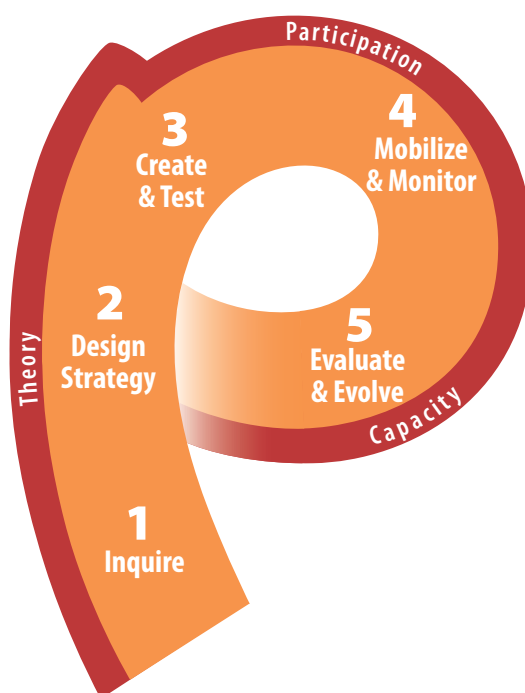 Participation
3
Create
& Test
4
Mobilize
& Monitor
2
Design
Strategy
5
Evaluate
& Evolve
Theory
Capacity
1
Inquire